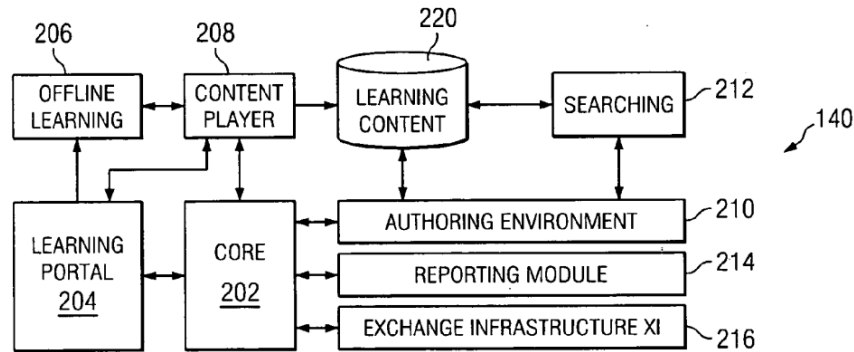 206
208
220
OFFLINE
LEARNING
CONTENT
PLAYER
LEARNING
CONTENT
SEARCHING
212
140
LEARNING
PORTAL
204
CORE
202
AUTHORING ENVIRONMENT
210
REPORTING MODULE
214
EXCHANGE INFRASTRUCTURE XI
216